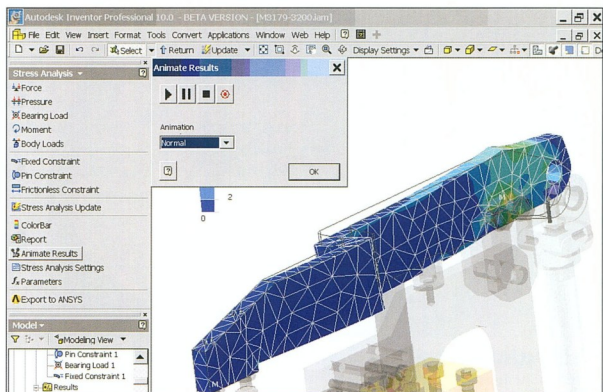 Autodesk Inventor Professional 10.0 - BETA VERSION - [M3179-3200Jam]
File Edit View Insert Format Tools Convert Applications Window Web Help
Select Return Update Display Settings
Stress Analysis
Force
Pressure
Bearing Load
Moment
Body Loads
Fixed Constraint
Pin Constraint
Frictionless Constraint
Stress Analysis Update
ColorBar
Report
Animate Results
Stress Analysis Settings
fx Parameters
Export to ANSYS
Animate Results
Animation
Normal
OK
2
0
Model
Modeling View
Pin Constraint 1
Bearing Load 1
Fixed Constraint 1
Results